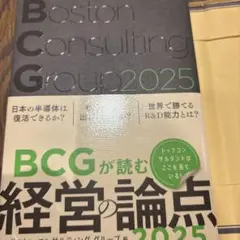 Boston
Consulting
Group 2025
日本の半導体は
復活できるか?
世界で勝てる
R&D能力とは?
BCGが読む
トップコン
サルタントは
ここを見て
いる!
経営の論点
2025